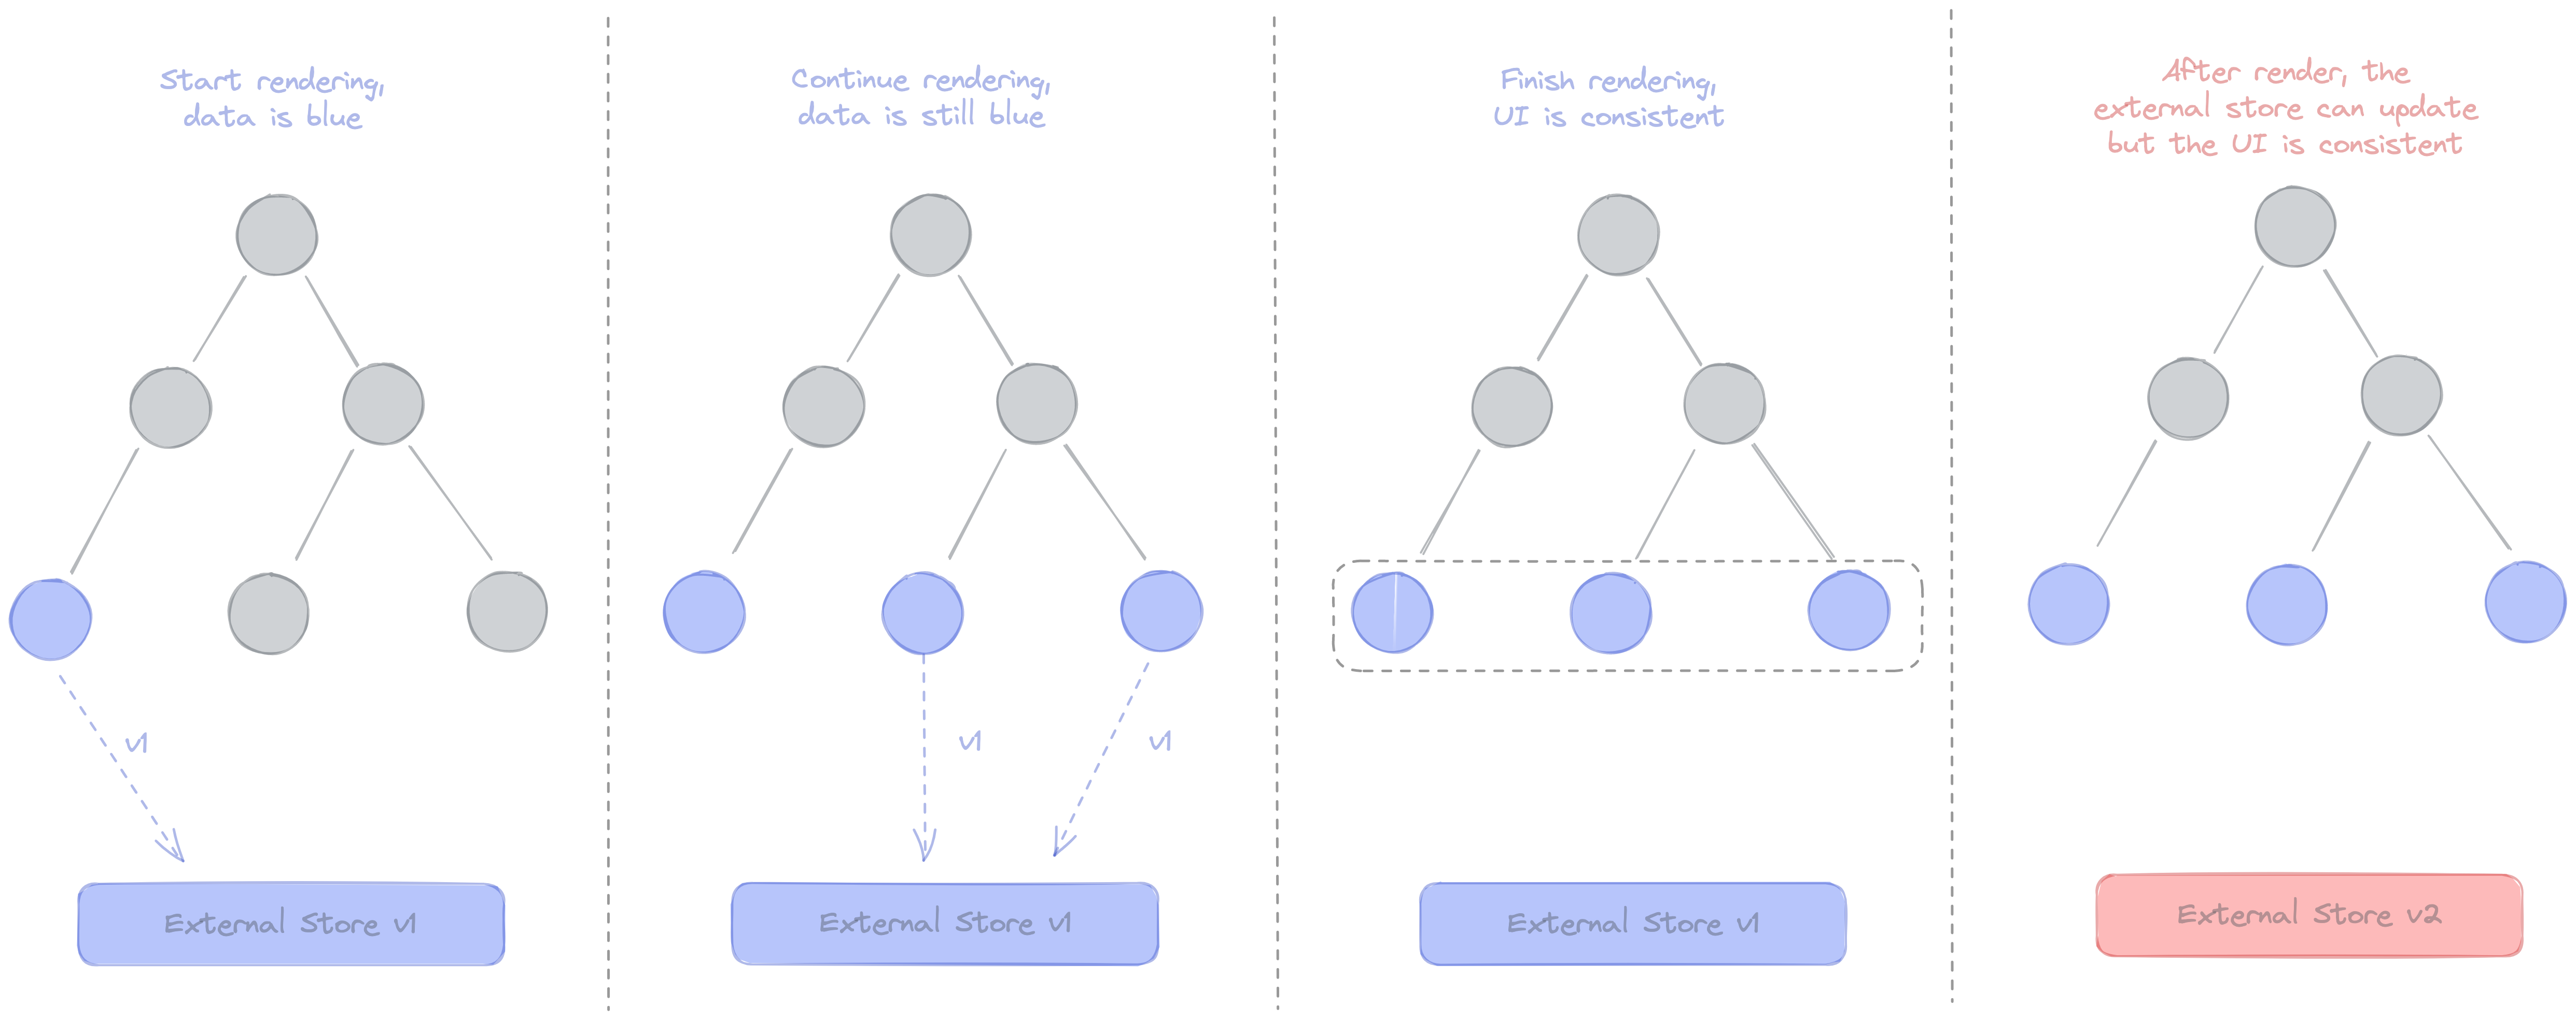 Start rendering,
data is blue
v1
External Store v1
Continue rendering,
data is still blue
v1
v1
External Store v1
Finish rendering,
UI is consistent
External Store v1
After render, the
external store can update
but the UI is consistent
External Store v2